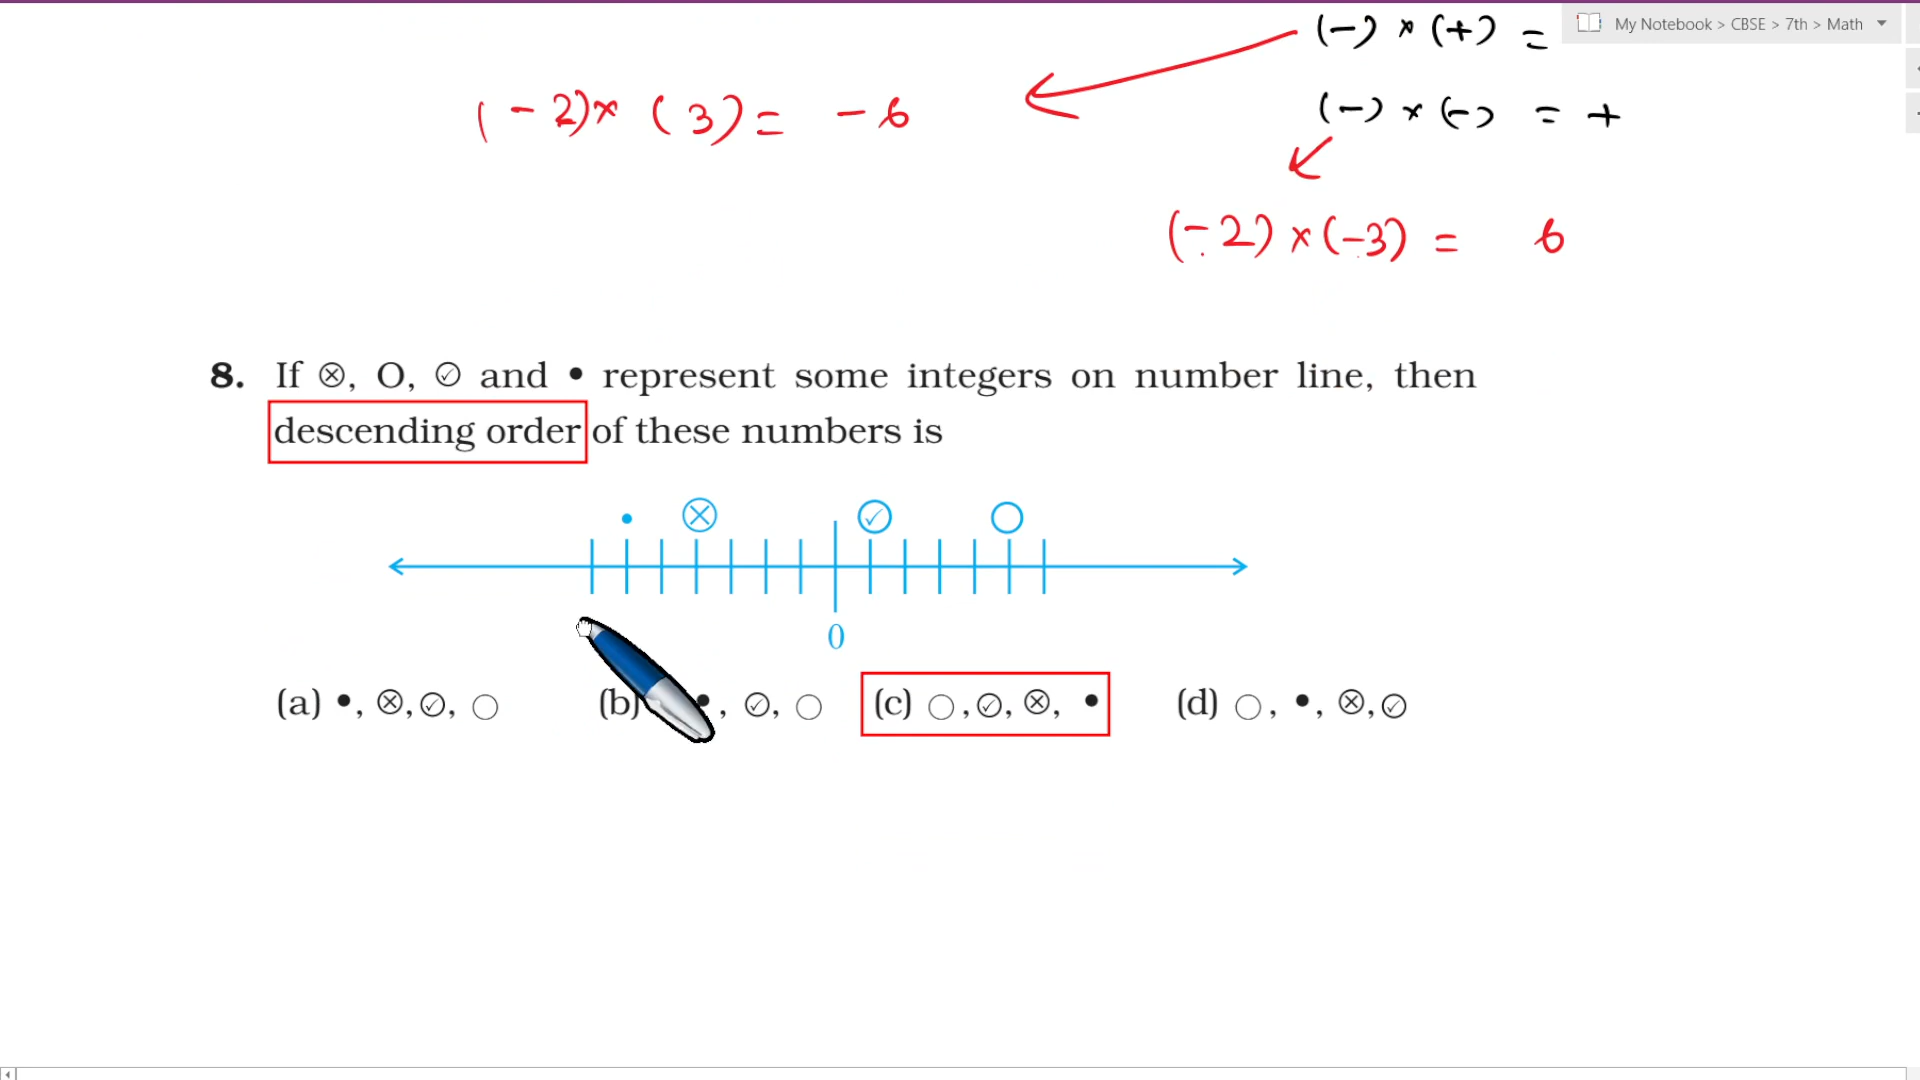 (-) × (+) =
My Notebook > CBSE > 7th > Math
(-2) × (3) = -6
(-) × (-) = +
(-2) × (-3) = 6
8. If ⊗, O, ✓⃝ and • represent some integers on number line, then
descending order of these numbers is
• ⊗ ✓⃝ ○
0
(a) •, ⊗, ✓⃝, ○ (b) •, ✓⃝, ○ (c) ○, ✓⃝, ⊗, • (d) ○, •, ⊗, ✓⃝